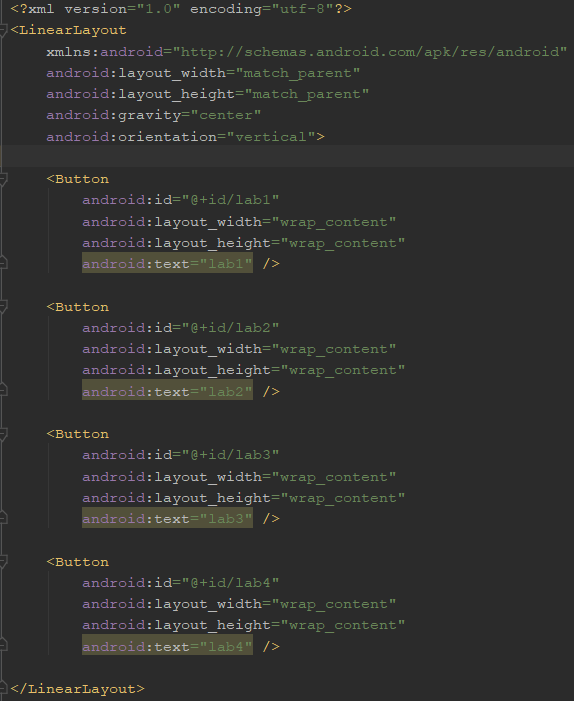 <?xml version="1.0" encoding="utf-8"?>
<LinearLayout
    xmlns:android="http://schemas.android.com/apk/res/android"
    android:layout_width="match_parent"
    android:layout_height="match_parent"
    android:gravity="center"
    android:orientation="vertical">

    <Button
        android:id="@+id/lab1"
        android:layout_width="wrap_content"
        android:layout_height="wrap_content"
        android:text="lab1" />

    <Button
        android:id="@+id/lab2"
        android:layout_width="wrap_content"
        android:layout_height="wrap_content"
        android:text="lab2" />

    <Button
        android:id="@+id/lab3"
        android:layout_width="wrap_content"
        android:layout_height="wrap_content"
        android:text="lab3" />

    <Button
        android:id="@+id/lab4"
        android:layout_width="wrap_content"
        android:layout_height="wrap_content"
        android:text="lab4" />

</LinearLayout>